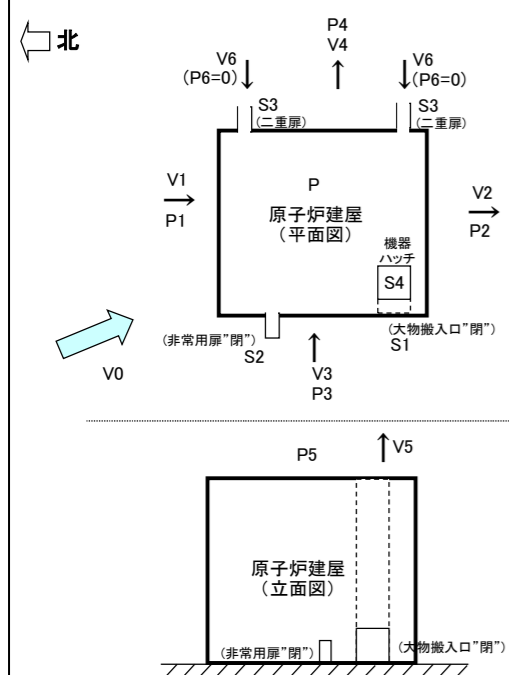 北
P4
V4
V6
(P6=0)
V6
(P6=0)
S3
(二重扉)
S3
(二重扉)
V1
P1
P
原子炉建屋
(平面図)
V2
P2
機器
ハッチ
S4
(非常用扉"閉")
S2
(大物搬入口"閉")
S1
V0
V3
P3
P5
V5
原子炉建屋
(立面図)
(非常用扉"閉")
(大物搬入口"閉")